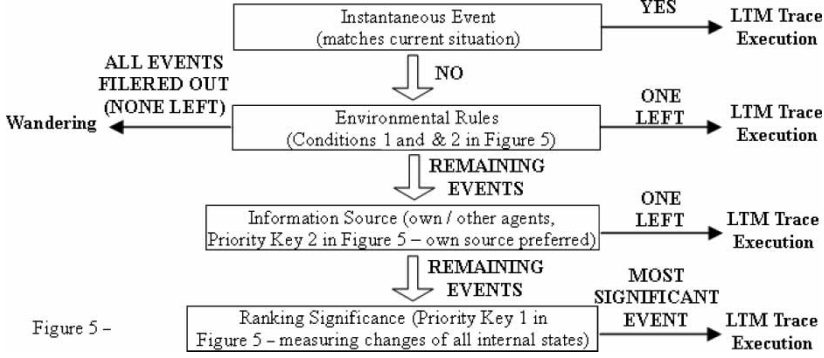 YES
Instantaneous Event
(matches current situation)
LTM Trace
Execution
NO
ALL EVENTS
FILERED OUT
(NONE LEFT)
Wandering
Environmental Rules
(Conditions 1 and & 2 in Figure 5)
ONE
LEFT
LTM Trace
Execution
REMAINING
EVENTS
Information Source (own / other agents,
Priority Key 2 in Figure 5 – own source preferred)
ONE
LEFT
LTM Trace
Execution
REMAINING
EVENTS
Figure 5 –
Ranking Significance (Priority Key 1 in
Figure 5 – measuring changes of all internal states)
MOST
SIGNIFICANT
EVENT
LTM Trace
Execution